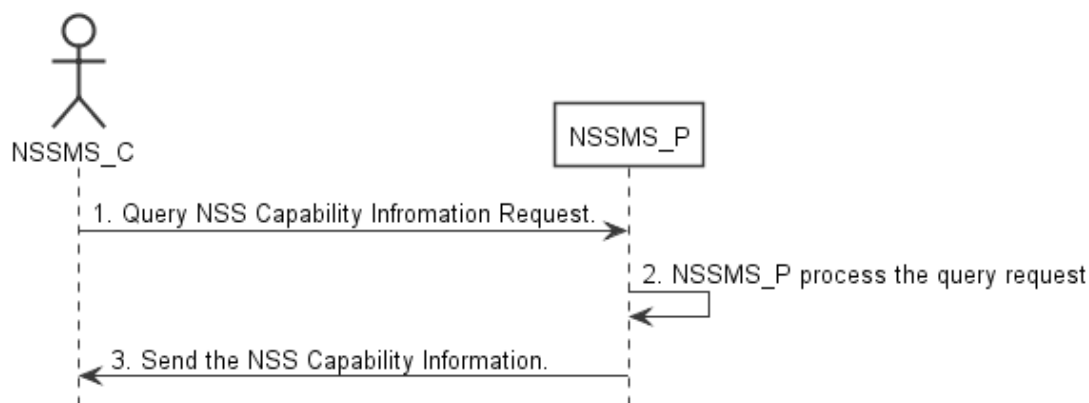 NSSMS_C
NSSMS_P
1. Query NSS Capability Infromation Request.
2. NSSMS_P process the query request
3. Send the NSS Capability Information.